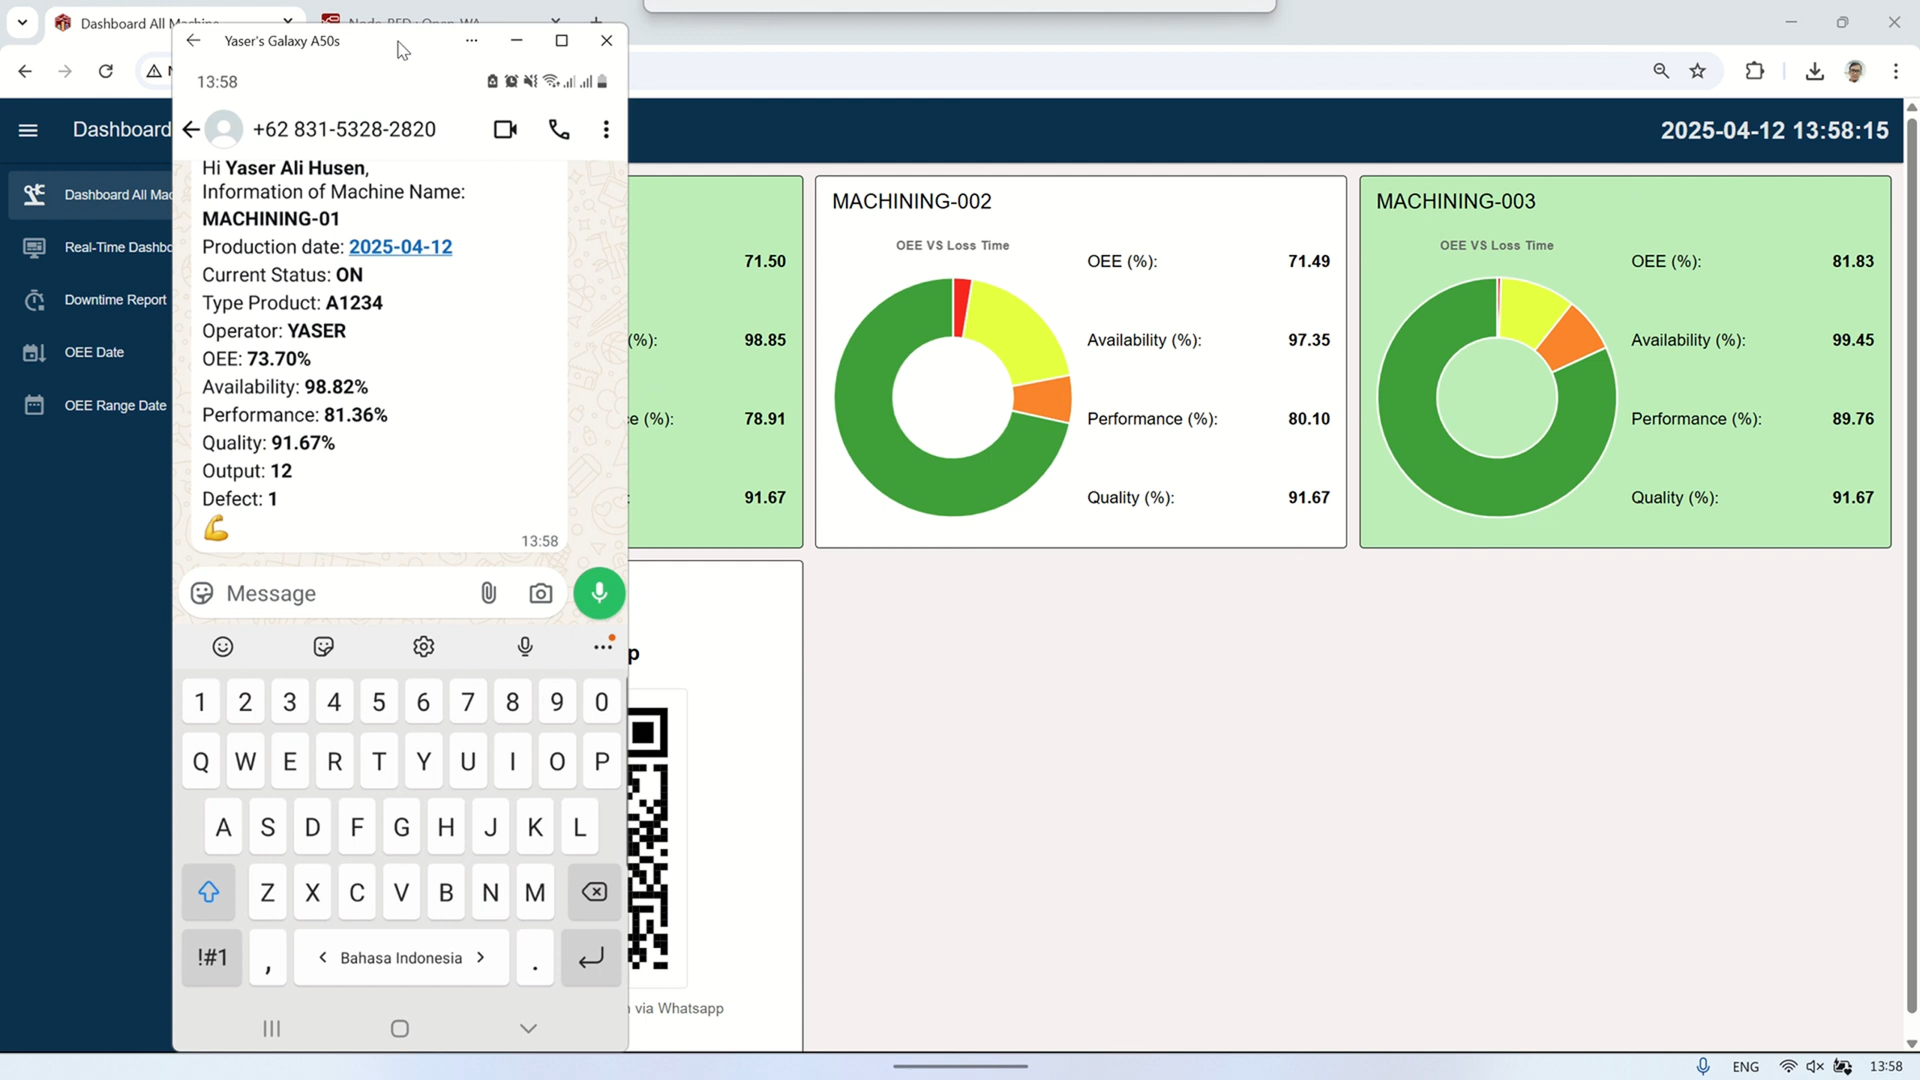 Dashboard All Machine
Node-RED : Open-WA
Yaser's Galaxy A50s
13:58
+62 831-5328-2820
Hi Yaser Ali Husen,
Information of Machine Name:
MACHINING-01
Production date: 2025-04-12
Current Status: ON
Type Product: A1234
Operator: YASER
OEE: 73.70%
Availability: 98.82%
Performance: 81.36%
Quality: 91.67%
Output: 12
Defect: 1
13:58
Message
1 2 3 4 5 6 7 8 9 0
Q W E R T Y U I O P
A S D F G H J K L
Z X C V B N M
!#1 , < Bahasa Indonesia > .
Dashboard
2025-04-12 13:58:15
Dashboard All Mac
Real-Time Dashbo
Downtime Report
OEE Date
OEE Range Date
71.50
(%): 98.85
e (%): 78.91
: 91.67
MACHINING-002
OEE VS Loss Time
OEE (%): 71.49
Availability (%): 97.35
Performance (%): 80.10
Quality (%): 91.67
MACHINING-003
OEE VS Loss Time
OEE (%): 81.83
Availability (%): 99.45
Performance (%): 89.76
Quality (%): 91.67
p
via Whatsapp
ENG
13:58